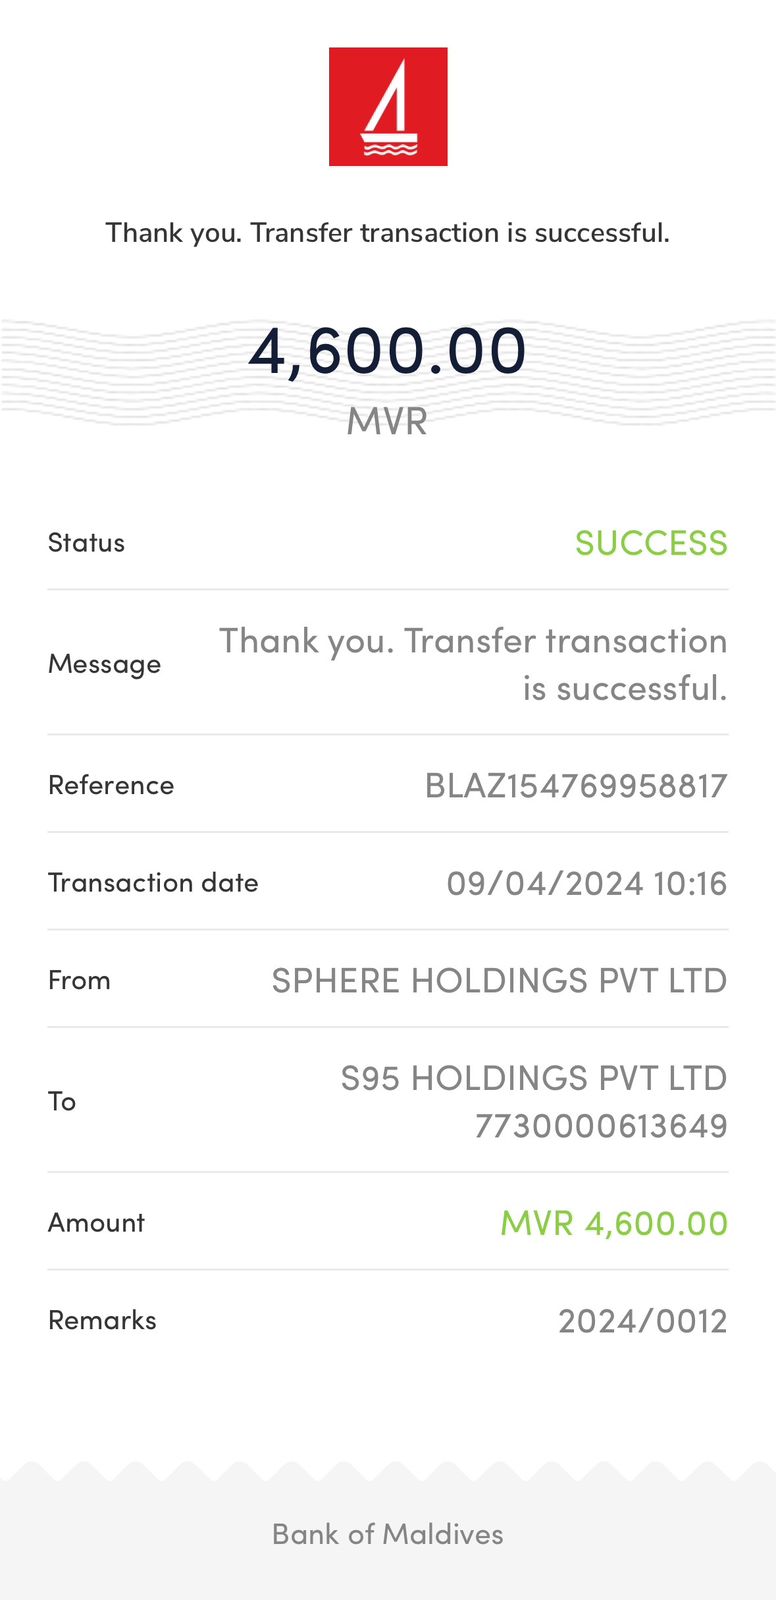 Thank you. Transfer transaction is successful.
4,600.00
MVR
Status SUCCESS
Message Thank you. Transfer transaction
is successful.
Reference BLAZ154769958817
Transaction date 09/04/2024 10:16
From SPHERE HOLDINGS PVT LTD
To S95 HOLDINGS PVT LTD
7730000613649
Amount MVR 4,600.00
Remarks 2024/0012
Bank of Maldives